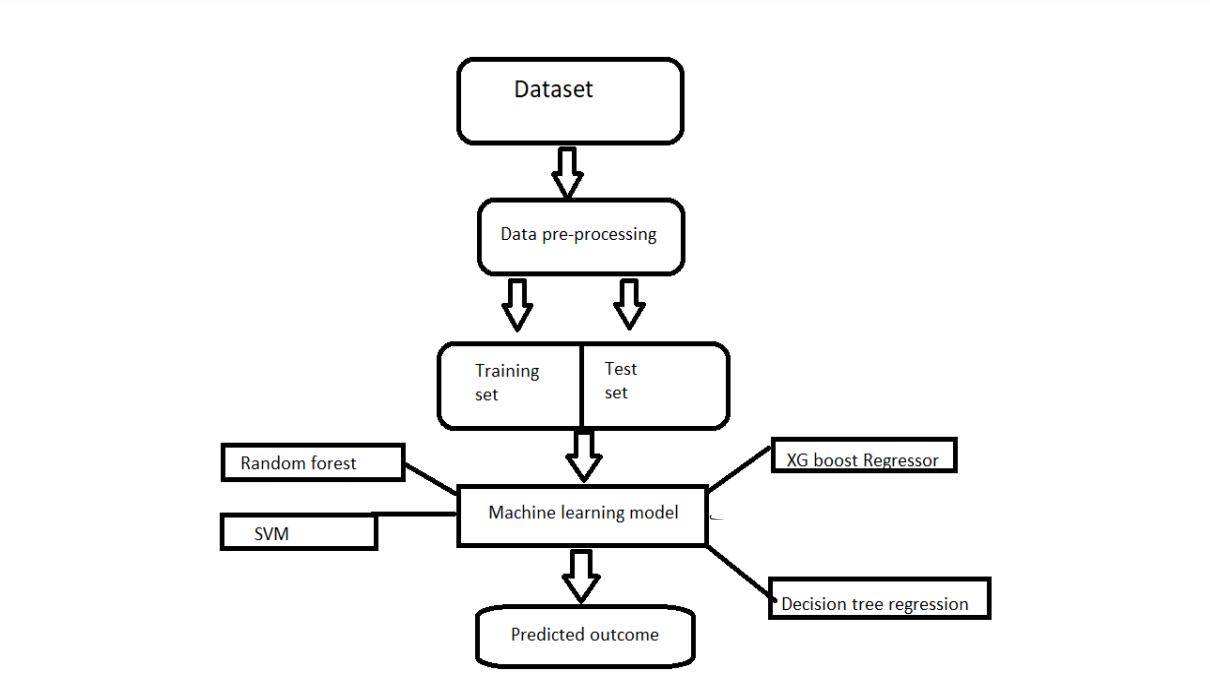 Dataset
Data pre-processing
Training
set
Test
set
Random forest
XG boost Regressor
SVM
Machine learning model
Decision tree regression
Predicted outcome